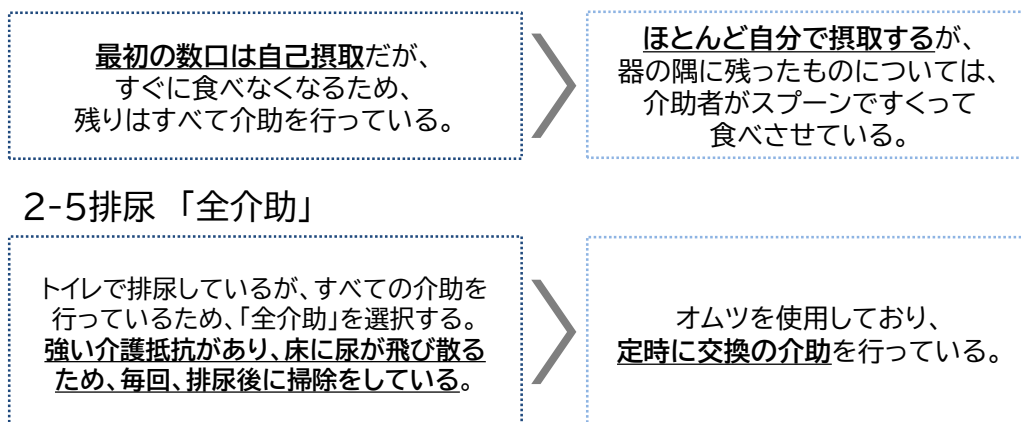 最初の数口は自己摂取だが、
すぐに食べなくなるため、
残りはすべて介助を行っている。
ほとんど自分で摂取するが、
器の隅に残ったものについては、
介助者がスプーンですくって
食べさせている。
2-5排尿 「全介助」
トイレで排尿しているが、すべての介助を
行っているため、「全介助」を選択する。
強い介護抵抗があり、床に尿が飛び散る
ため、毎回、排尿後に掃除をしている。
オムツを使用しており、
定時に交換の介助を行っている。